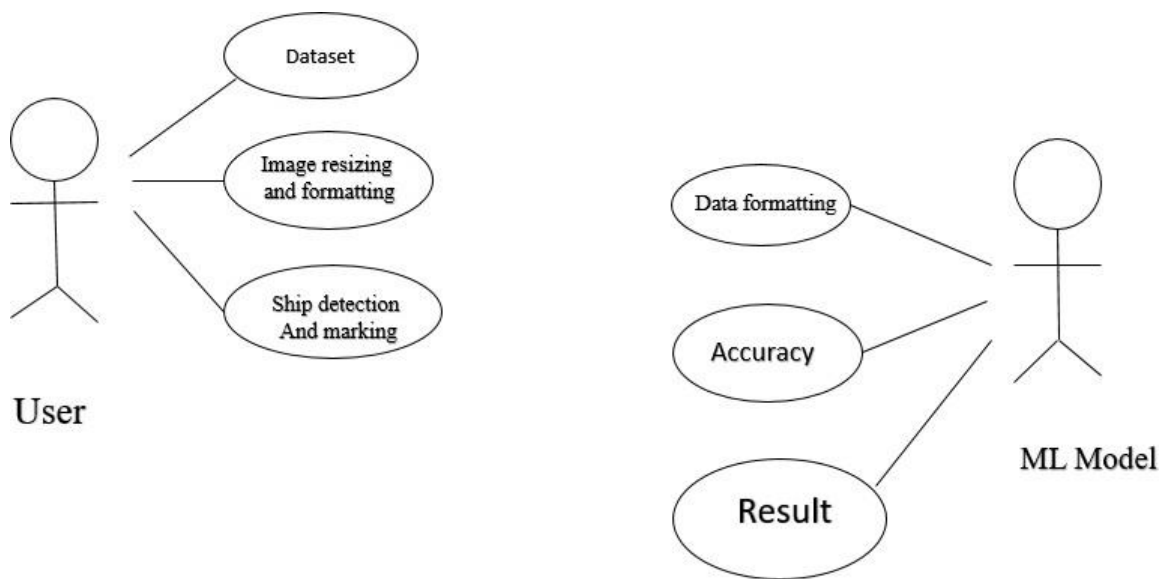 Dataset
Image resizing
and formatting
Ship detection
And marking
User
Data formatting
Accuracy
Result
ML Model